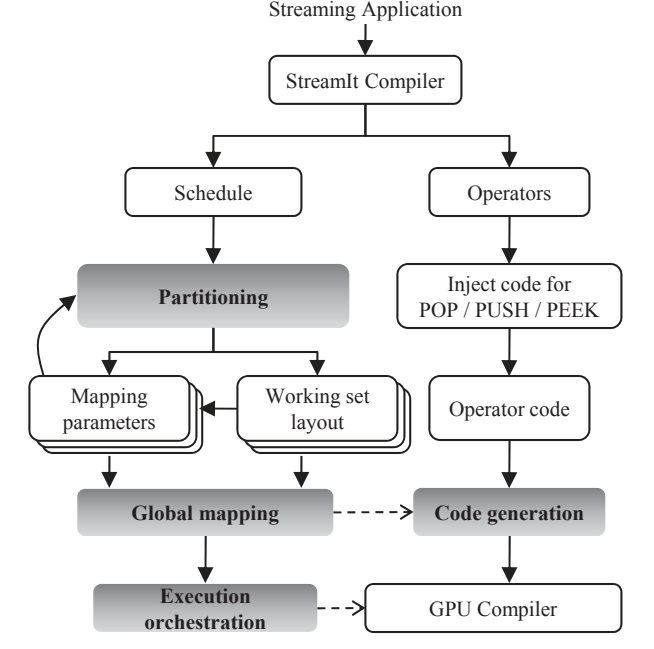 Streaming Application
StreamIt Compiler
Schedule
Operators
Partitioning
Inject code for
POP / PUSH / PEEK
Mapping
parameters
Working set
layout
Operator code
Global mapping
Code generation
Execution
orchestration
GPU Compiler